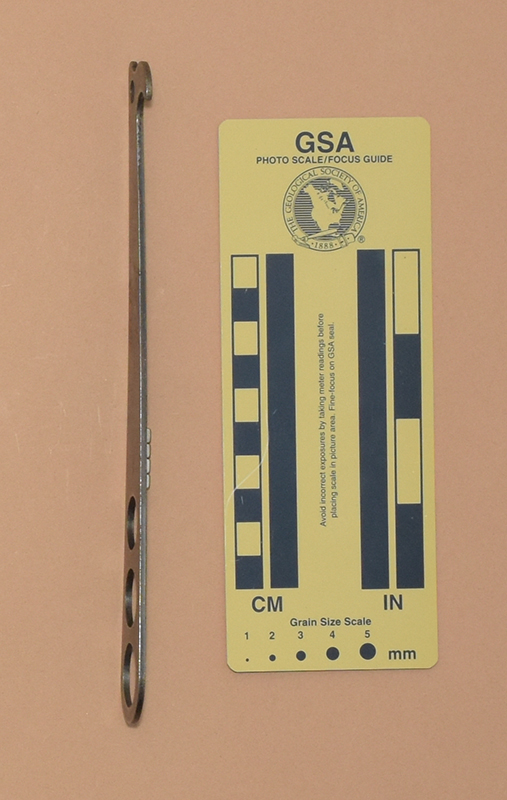 GSA
PHOTO SCALE/FOCUS GUIDE
THE GEOLOGICAL SOCIETY OF AMERICA
·1888·
®
Avoid incorrect exposures by taking meter readings before
placing scale in picture area. Fine-focus on GSA seal.
CM IN
Grain Size Scale
1 2 3 4 5
mm